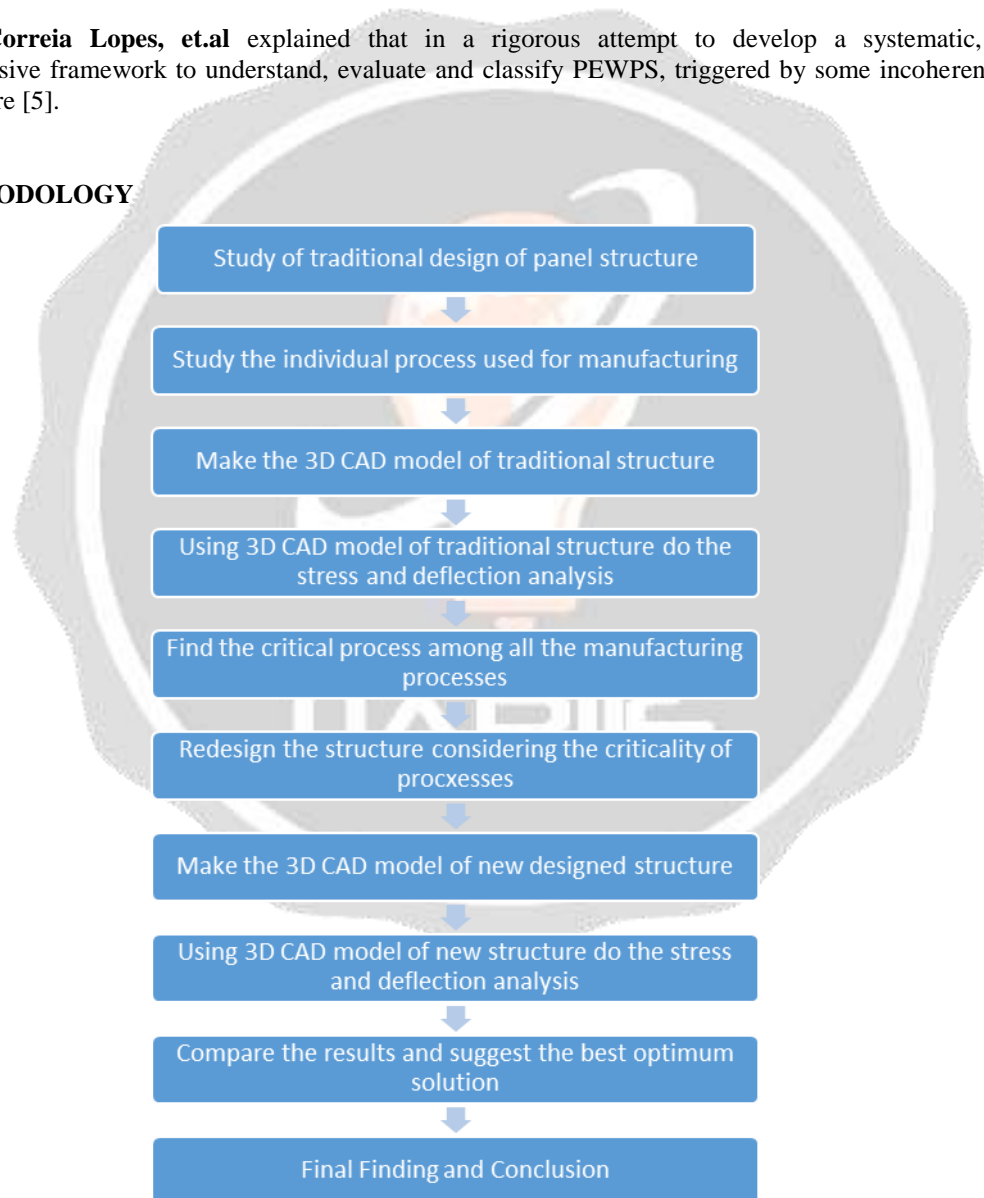 Correia Lopes, et.al explained that in a rigorous attempt to develop a systematic,
framework to understand, evaluate and classify PEWPS, triggered by some
[5].
Study of traditional design of panel structure
Study the individual process used for manufacturing
Make the 3D CAD model of traditional structure
Using 3D CAD model of traditional structure do the
stress and deflection analysis
Find the critical process among all the manufacturing
processes
Redesign the structure considering the criticality of
procxesses
Make the 3D CAD model of new designed structure
Using 3D CAD model of new structure do the stress
and deflection analysis
Compare the results and suggest the best optimum
solution
Final Finding and Conclusion